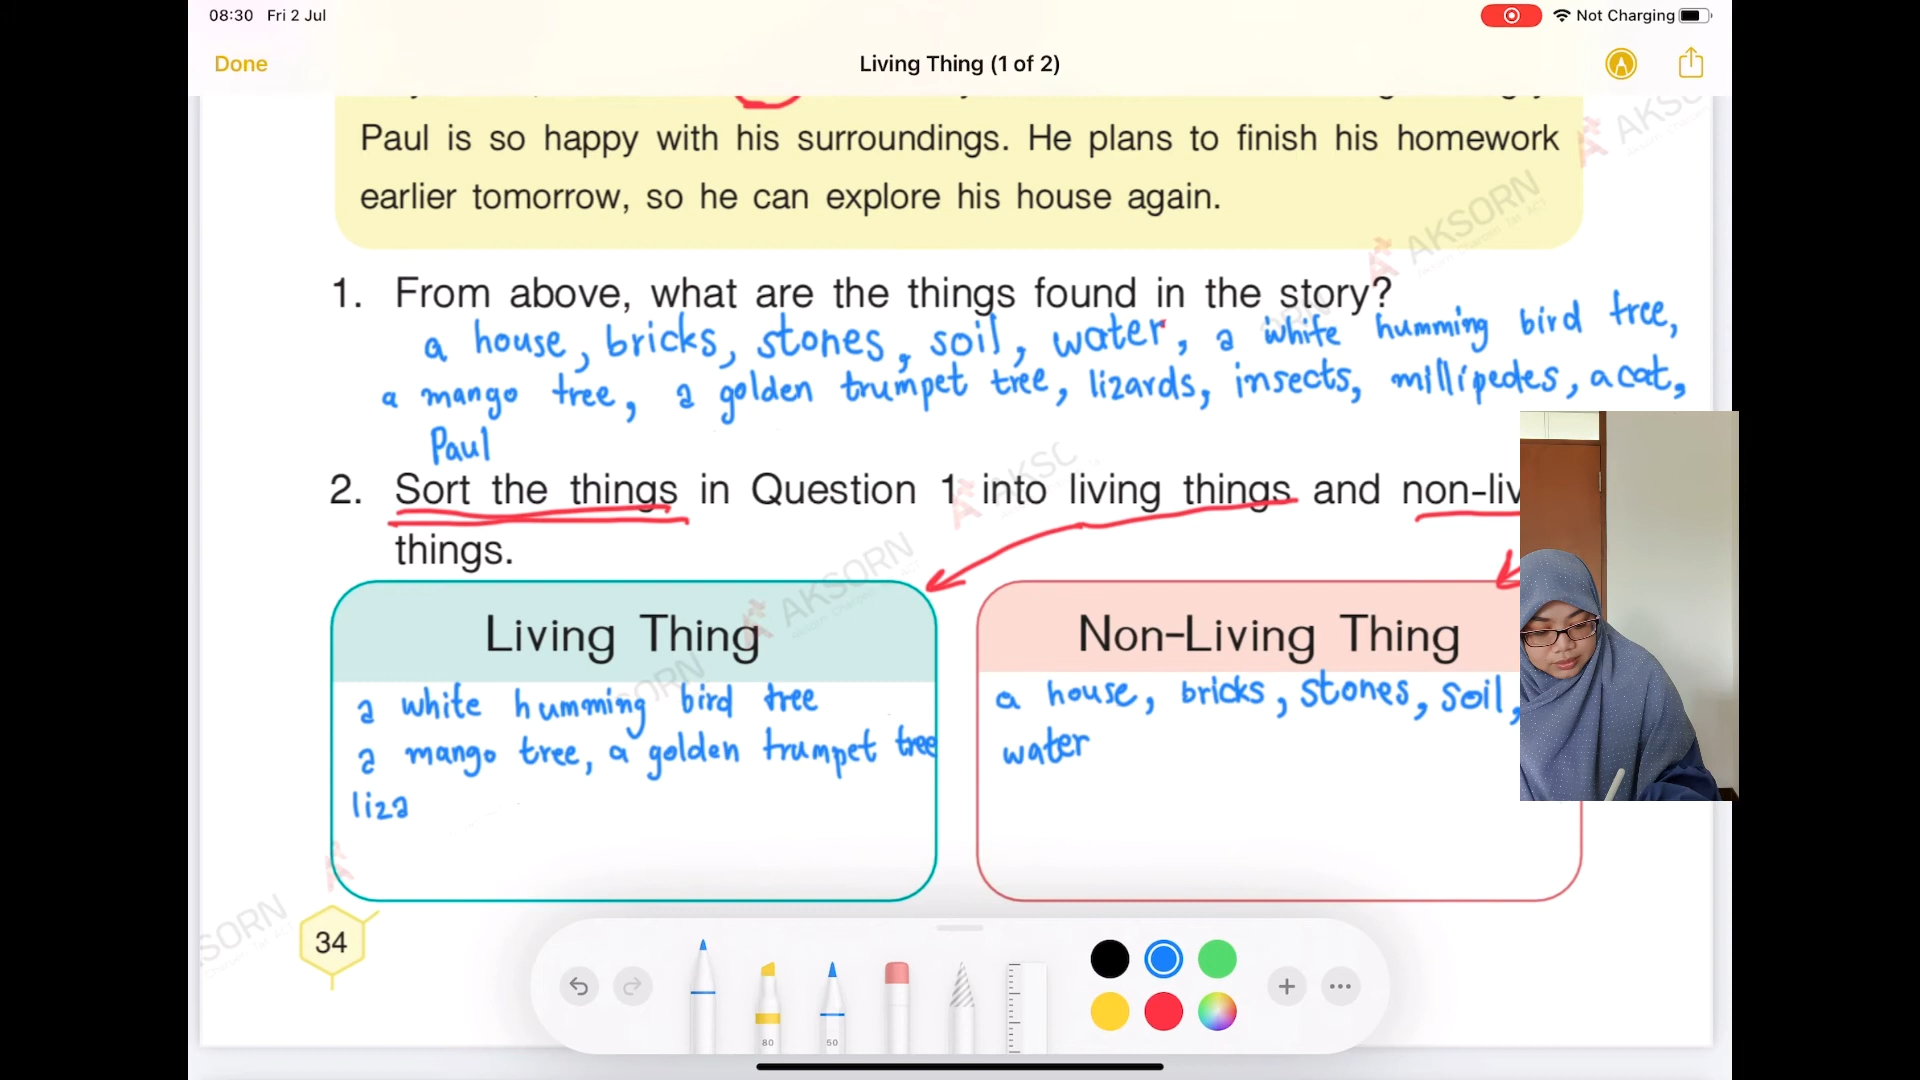 08:30 Fri 2 Jul
Not Charging
Done
Living Thing (1 of 2)
Paul is so happy with his surroundings. He plans to finish his homework
earlier tomorrow, so he can explore his house again.
1. From above, what are the things found in the story?
a house, bricks, stones, soil, water, a white humming bird tree,
a mango tree, a golden trumpet tree, lizards, insects, millipedes, a cat,
Paul
2. Sort the things in Question 1 into living things and non-liv
things.
Living Thing
a white humming bird tree
a mango tree, a golden trumpet tree
liza
Non-Living Thing
a house, bricks, stones, soil,
water
34
80
50
AKSORN
AKSORN
AKSORN